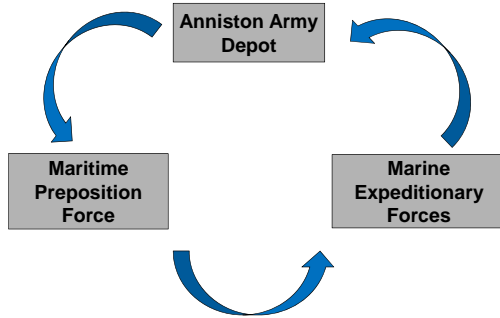 Anniston Army
Depot
Maritime
Preposition
Force
Marine
Expeditionary
Forces